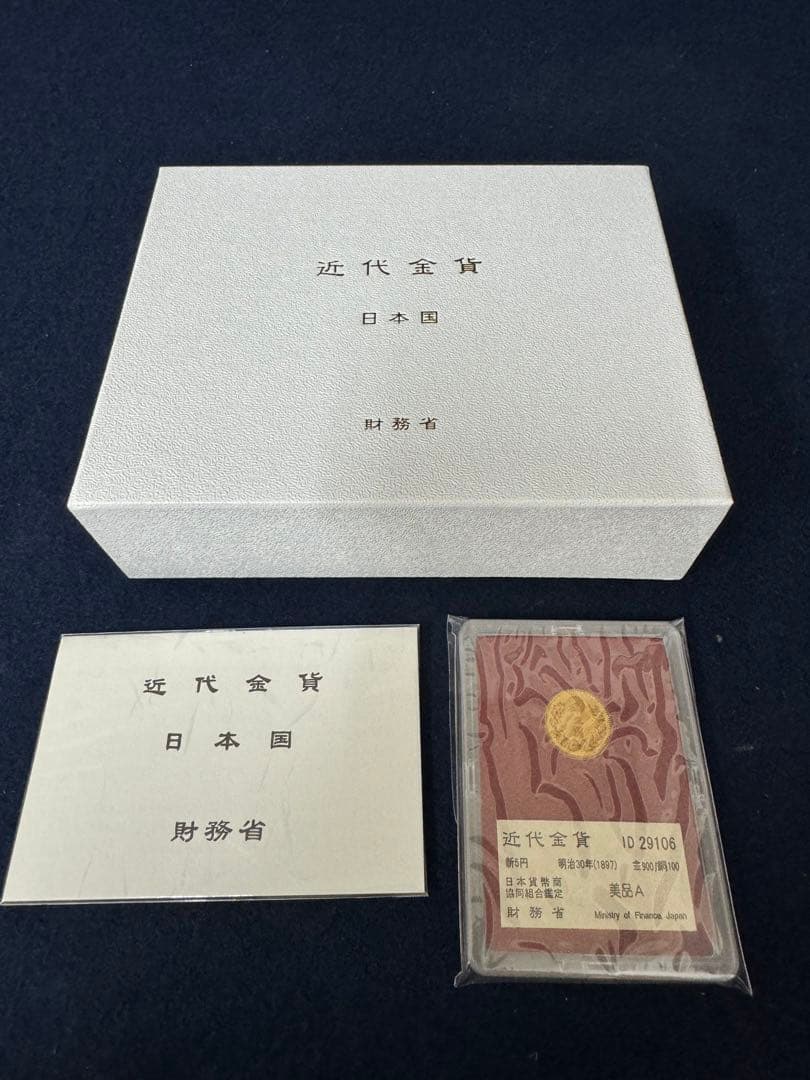 近代金貨
日本国
財務省
近代金貨
日本国
財務省
近代金貨 ID 29106
新5円 明治30年(1897) 金900/銅100
日本貨幣商
協同組合鑑定 美品A
財務省 Ministry of Finance Japan